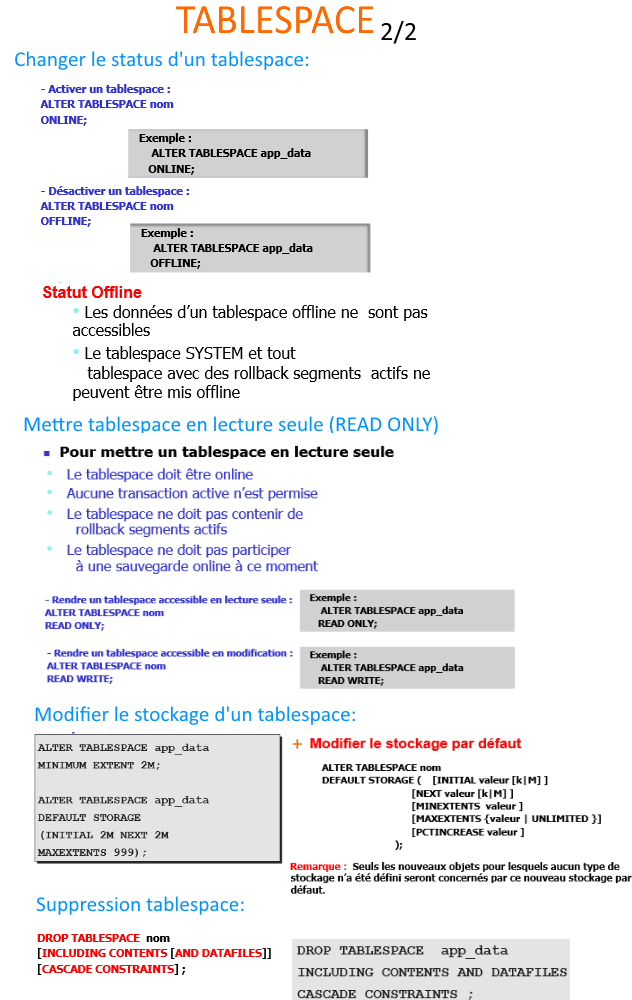 TABLESPACE 2/2
Changer le status d'un tablespace:
- Activer un tablespace :
ALTER TABLESPACE nom
ONLINE;
Exemple :
ALTER TABLESPACE app_data
ONLINE;
- Désactiver un tablespace :
ALTER TABLESPACE nom
OFFLINE;
Exemple :
ALTER TABLESPACE app_data
OFFLINE;
Statut Offline
• Les données d'un tablespace offline ne sont pas
accessibles
• Le tablespace SYSTEM et tout
tablespace avec des rollback segments actifs ne
peuvent être mis offline
Mettre tablespace en lecture seule (READ ONLY)
▪ Pour mettre un tablespace en lecture seule
• Le tablespace doit être online
• Aucune transaction active n'est permise
• Le tablespace ne doit pas contenir de
rollback segments actifs
• Le tablespace ne doit pas participer
à une sauvegarde online à ce moment
- Rendre un tablespace accessible en lecture seule :
ALTER TABLESPACE nom
READ ONLY;
Exemple :
ALTER TABLESPACE app_data
READ ONLY;
- Rendre un tablespace accessible en modification :
ALTER TABLESPACE nom
READ WRITE;
Exemple :
ALTER TABLESPACE app_data
READ WRITE;
Modifier le stockage d'un tablespace:
ALTER TABLESPACE app_data
MINIMUM EXTENT 2M;
ALTER TABLESPACE app_data
DEFAULT STORAGE
(INITIAL 2M NEXT 2M
MAXEXTENTS 999);
+ Modifier le stockage par défaut
ALTER TABLESPACE nom
DEFAULT STORAGE ( [INITIAL valeur [k|M] ]
[NEXT valeur [k|M] ]
[MINEXTENTS valeur ]
[MAXEXTENTS {valeur | UNLIMITED }]
[PCTINCREASE valeur ]
);
Remarque : Seuls les nouveaux objets pour lesquels aucun type de
stockage n'a été défini seront concernés par ce nouveau stockage par
défaut.
Suppression tablespace:
DROP TABLESPACE nom
[INCLUDING CONTENTS [AND DATAFILES]]
[CASCADE CONSTRAINTS] ;
DROP TABLESPACE app_data
INCLUDING CONTENTS AND DATAFILES
CASCADE CONSTRAINTS ;